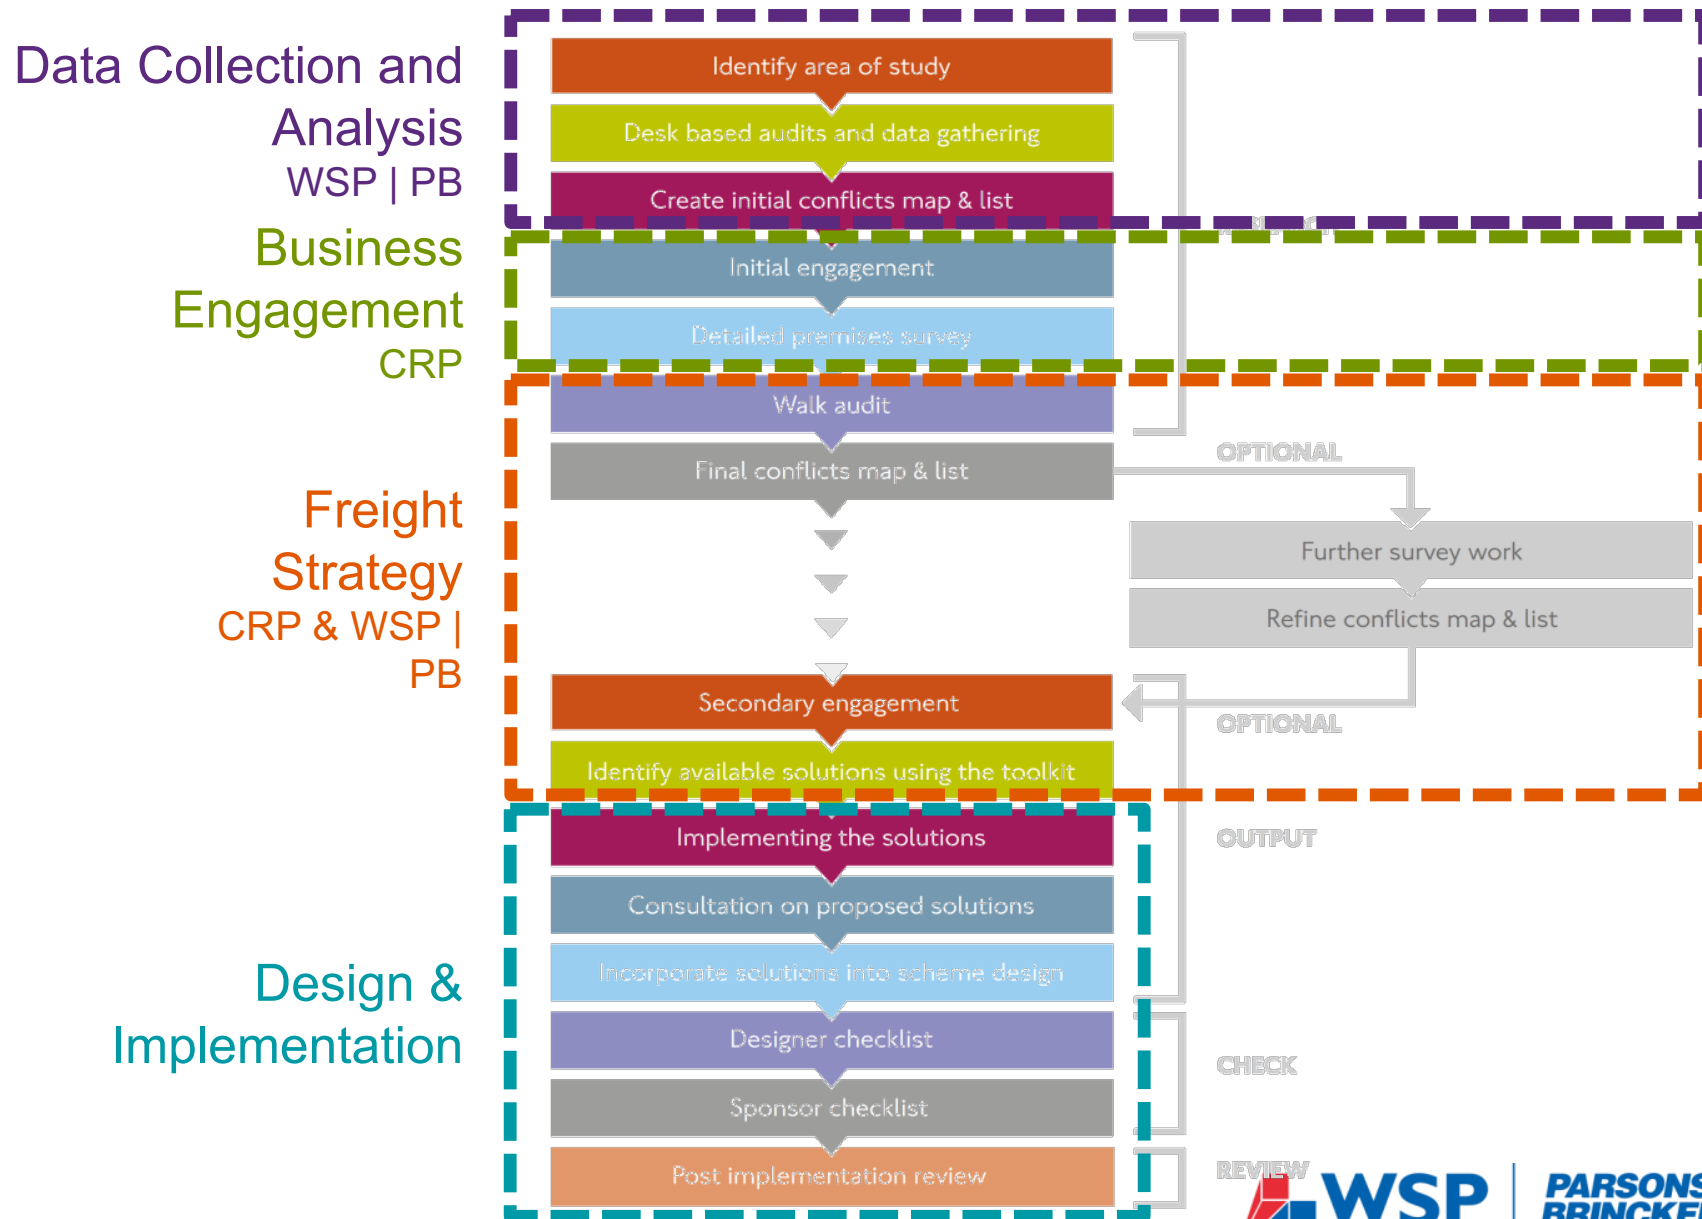 Data Collection and
Analysis
WSP | PB
Business
Engagement
CRP
Freight
Strategy
CRP & WSP |
PB
Design &
Implementation
Identify area of study
Desk based audits and data gathering
Create initial conflicts map & list
Initial engagement
Detailed premises survey
Walk audit
Final conflicts map & list
OPTIONAL
Further survey work
Refine conflicts map & list
Secondary engagement
OPTIONAL
Identify available solutions using the toolkit
Implementing the solutions
OUTPUT
Consultation on proposed solutions
Incorporate solutions into scheme design
Designer checklist
CHECK
Sponsor checklist
Post implementation review
REVIEW
WSP
PARSONS